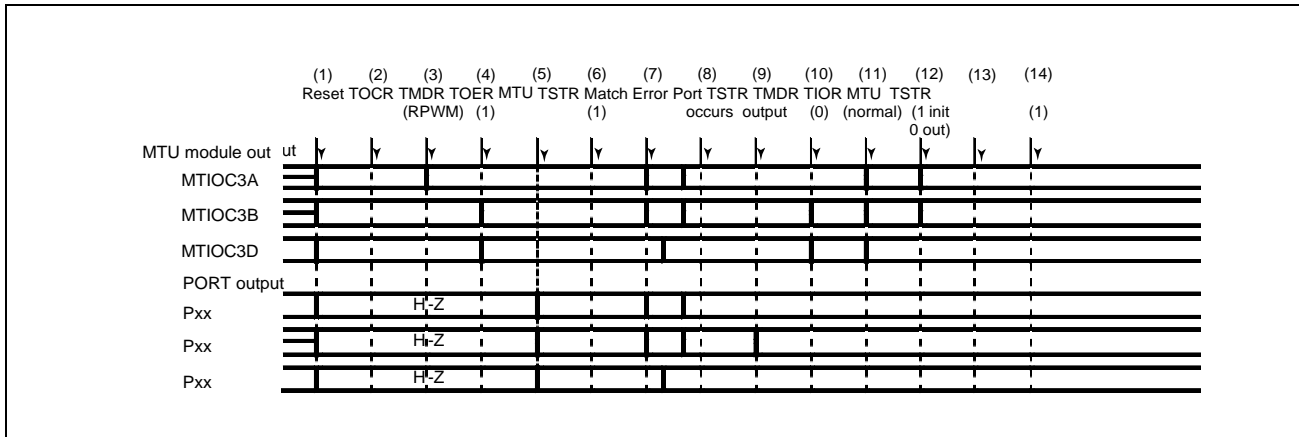 (1) (2) (3) (4) (5) (6) (7) (8) (9) (10) (11) (12) (13) (14)
Reset TOCR TMDR TOER MTU TSTR Match Error Port TSTR TMDR TIOR MTU TSTR
(RPWM) (1) (1) occurs output (0) (normal) (1 init (1)
0 out)
MTU module out ut
MTIOC3A
MTIOC3B
MTIOC3D
PORT output
Pxx H-Z
Pxx H-Z
Pxx H-Z